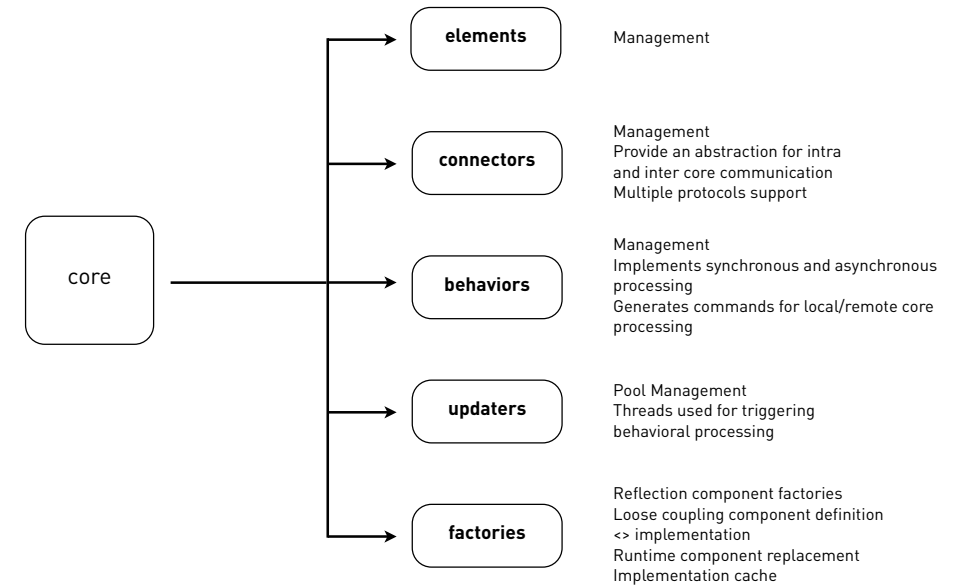 elements
Management
connectors
Management
Provide an abstraction for intra
and inter core communication
Multiple protocols support
core
behaviors
Management
Implements synchronous and asynchronous
processing
Generates commands for local/remote core
processing
updaters
Pool Management
Threads used for triggering
behavioral processing
factories
Reflection component factories
Loose coupling component definition
<> implementation
Runtime component replacement
Implementation cache